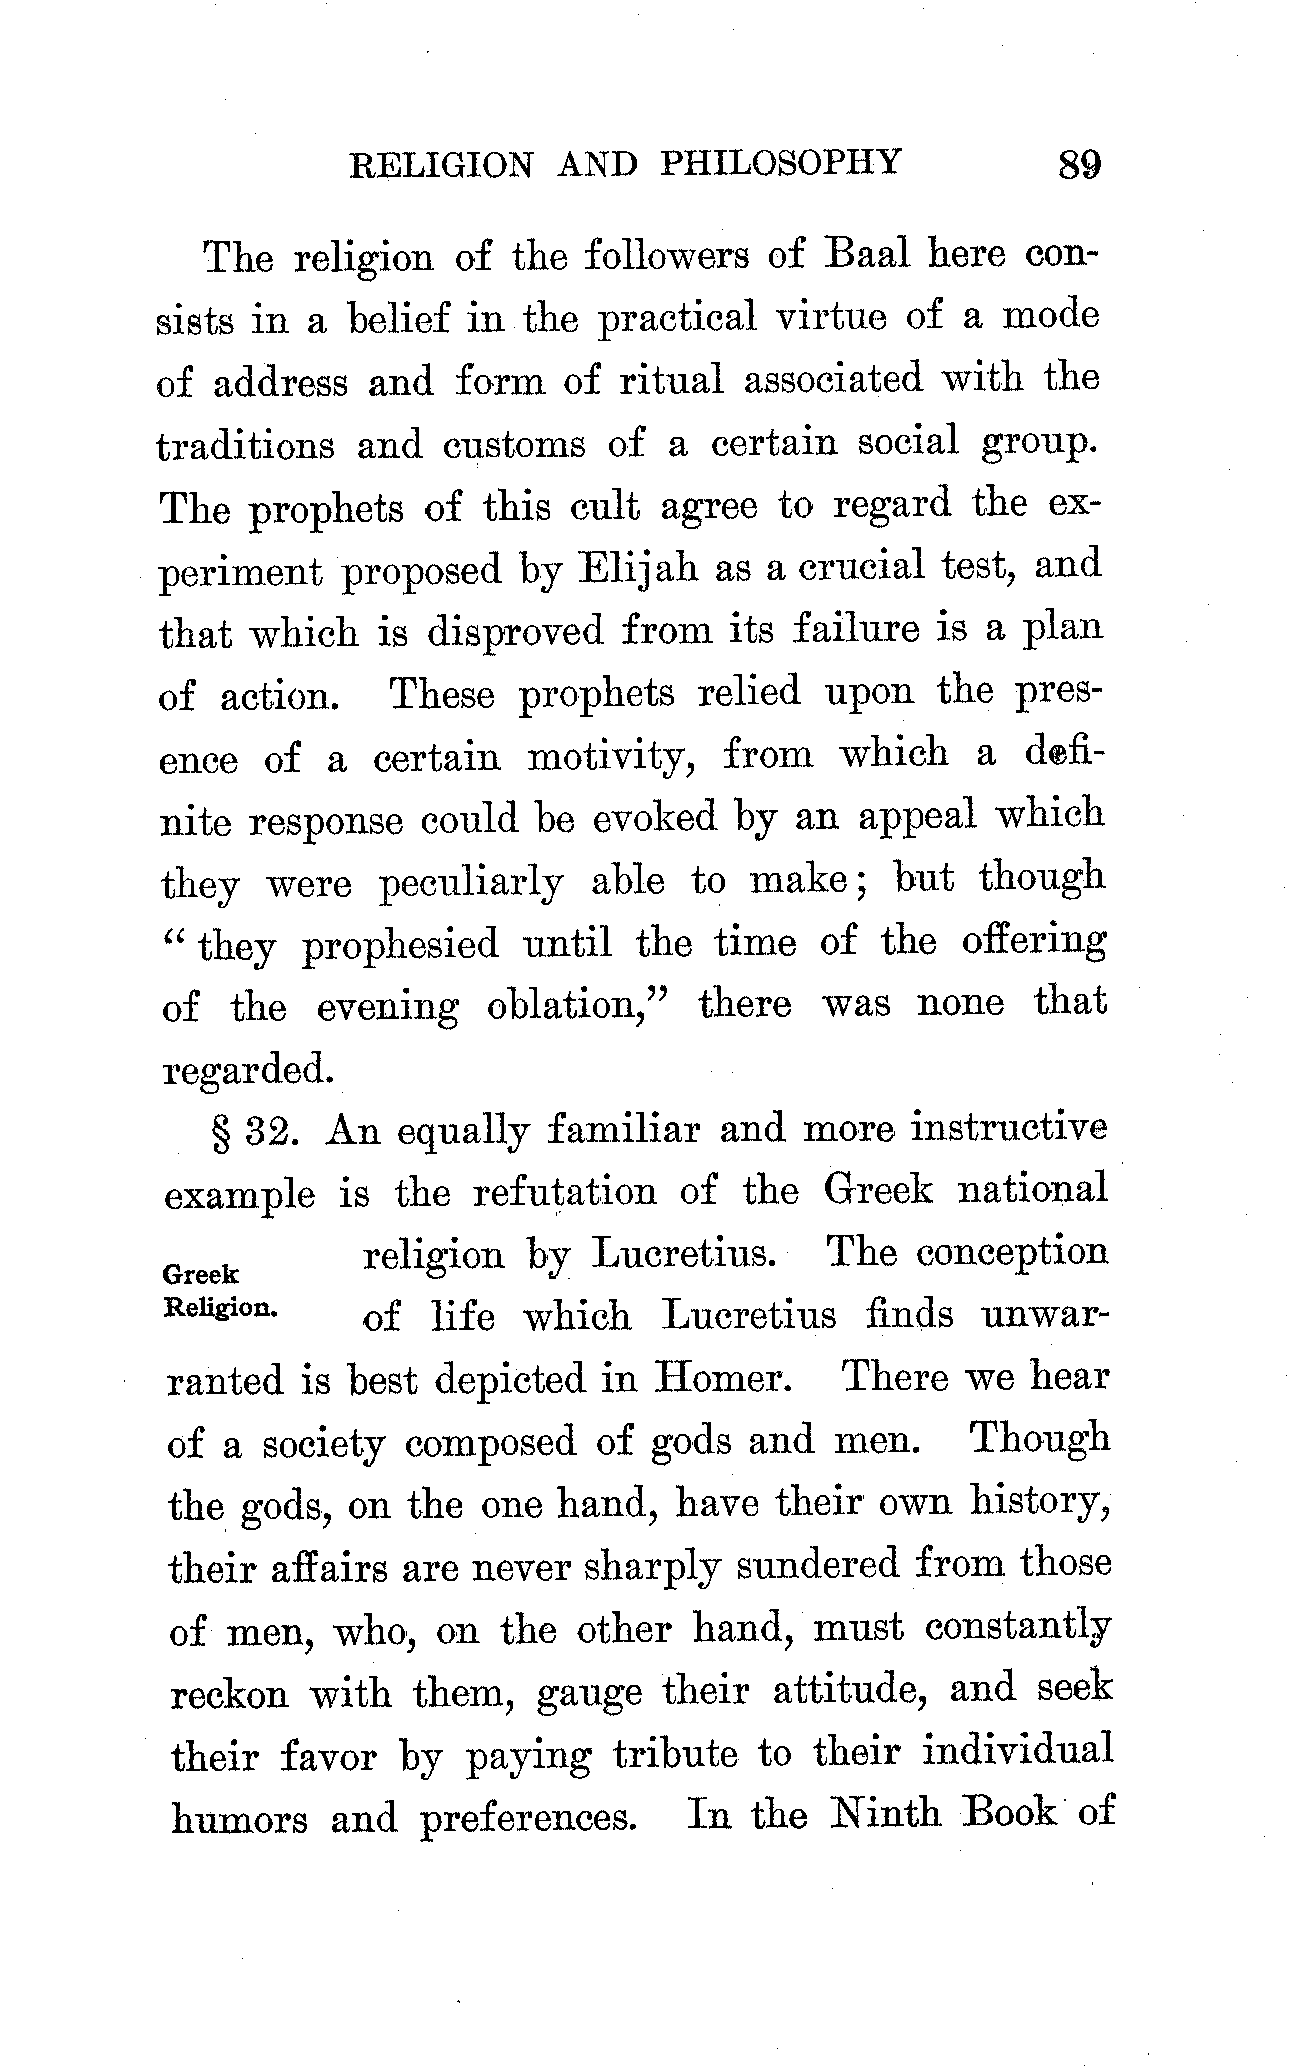 RELIGION AND PHILOSOPHY 89
The religion of the followers of Baal here con-
sists in a belief in the practical virtue of a mode
of address and form of ritual associated with the
traditions and customs of a certain social group.
The prophets of this cult agree to regard the ex-
periment proposed by Elijah as a crucial test, and
that which is disproved from its failure is a plan
of action. These prophets relied upon the pres-
ence of a certain motivity, from which a defi-
nite response could be evoked by an appeal which
they were peculiarly able to make; but though
“ they prophesied until the time of the offering
of the evening oblation,” there was none that
regarded.
§ 32. An equally familiar and more instructive
example is the refutation of the Greek national
Greek
Religion.
religion by Lucretius. The conception
of life which Lucretius finds unwar-
ranted is best depicted in Homer. There we hear
of a society composed of gods and men. Though
the gods, on the one hand, have their own history,
their affairs are never sharply sundered from those
of men, who, on the other hand, must constantly
reckon with them, gauge their attitude, and seek
their favor by paying tribute to their individual
humors and preferences. In the Ninth Book of